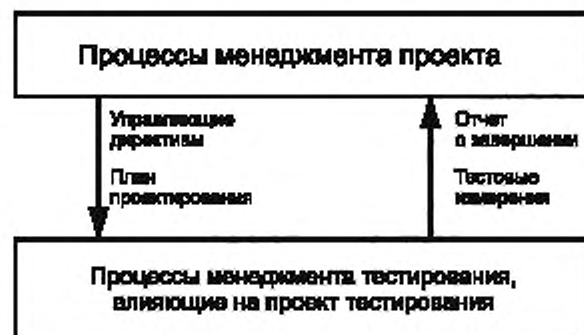 Процессы менеджмента проекта
Управляющие
директивы
План
проектирования
Отчет
о завершении
Тестовые
измерения
Процессы менеджмента тестирования,
влияющие на проект тестирования